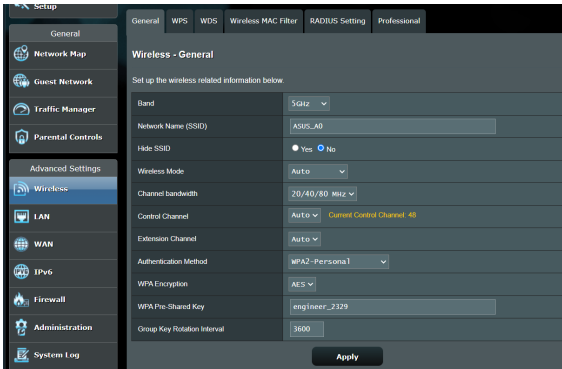 Setup
General
Network Map
Guest Network
Traffic Manager
Parental Controls
Advanced Settings
Wireless
LAN
WAN
IPv6
Firewall
Administration
System Log
General WPS WDS Wireless MAC Filter RADIUS Setting Professional
Wireless - General
Set up the wireless related information below.
Band 5GHz
Network Name (SSID) ASUS_A0
Hide SSID Yes No
Wireless Mode Auto
Channel bandwidth 20/40/80 MHz
Control Channel Auto Current Control Channel: 48
Extension Channel Auto
Authentication Method WPA2-Personal
WPA Encryption AES
WPA Pre-Shared Key engineer_2329
Group Key Rotation Interval 3600
Apply